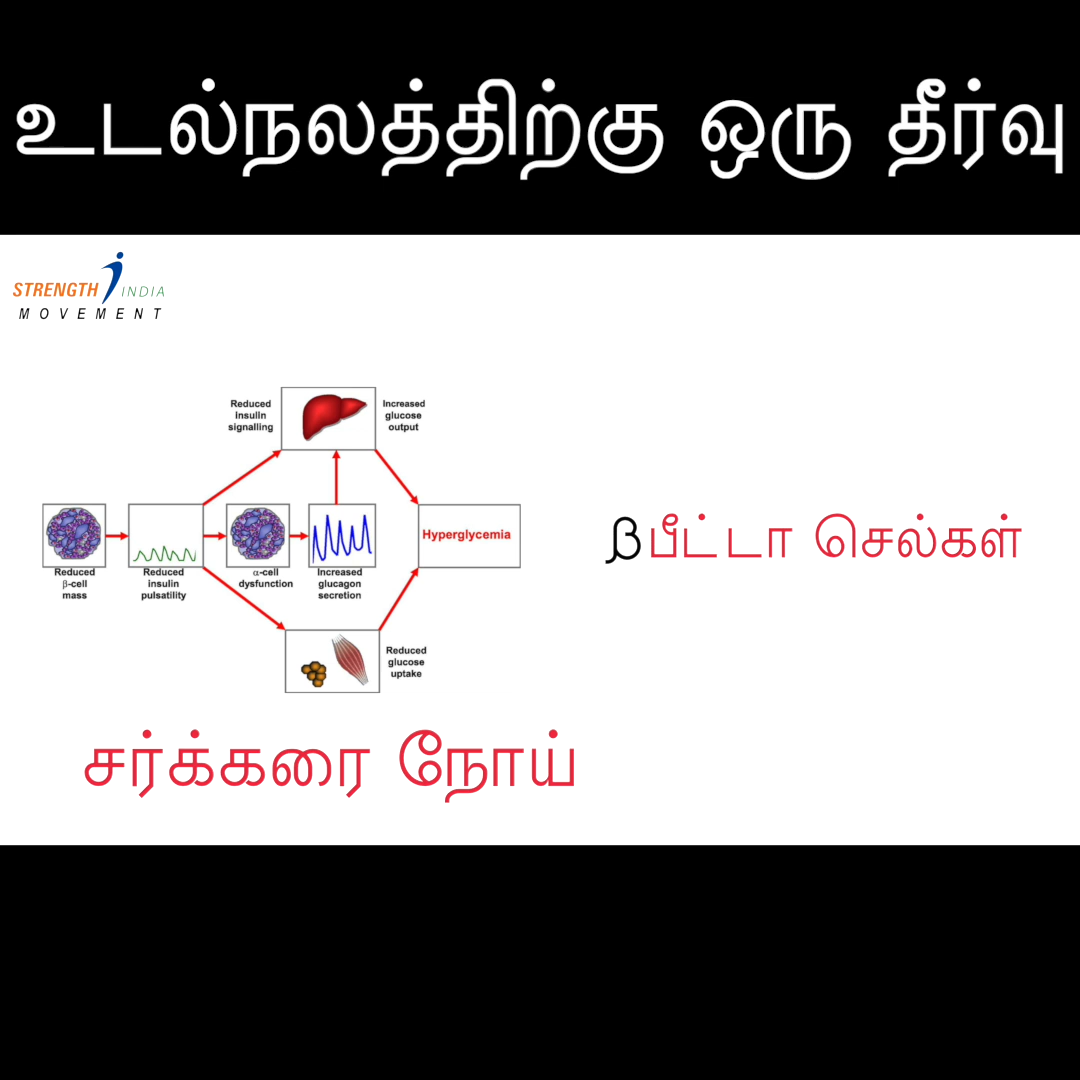 உடல்நலத்திற்கு ஒரு தீர்வு
STRENGTH INDIA
MOVEMENT
Reduced
insulin
signalling
Increased
glucose
output
Hyperglycemia
Reduced
β-cell
mass
Reduced
insulin
pulsatility
α-cell
dysfunction
Increased
glucagon
secretion
Reduced
glucose
uptake
β பீட்டா செல்கள்
சர்க்கரை நோய்